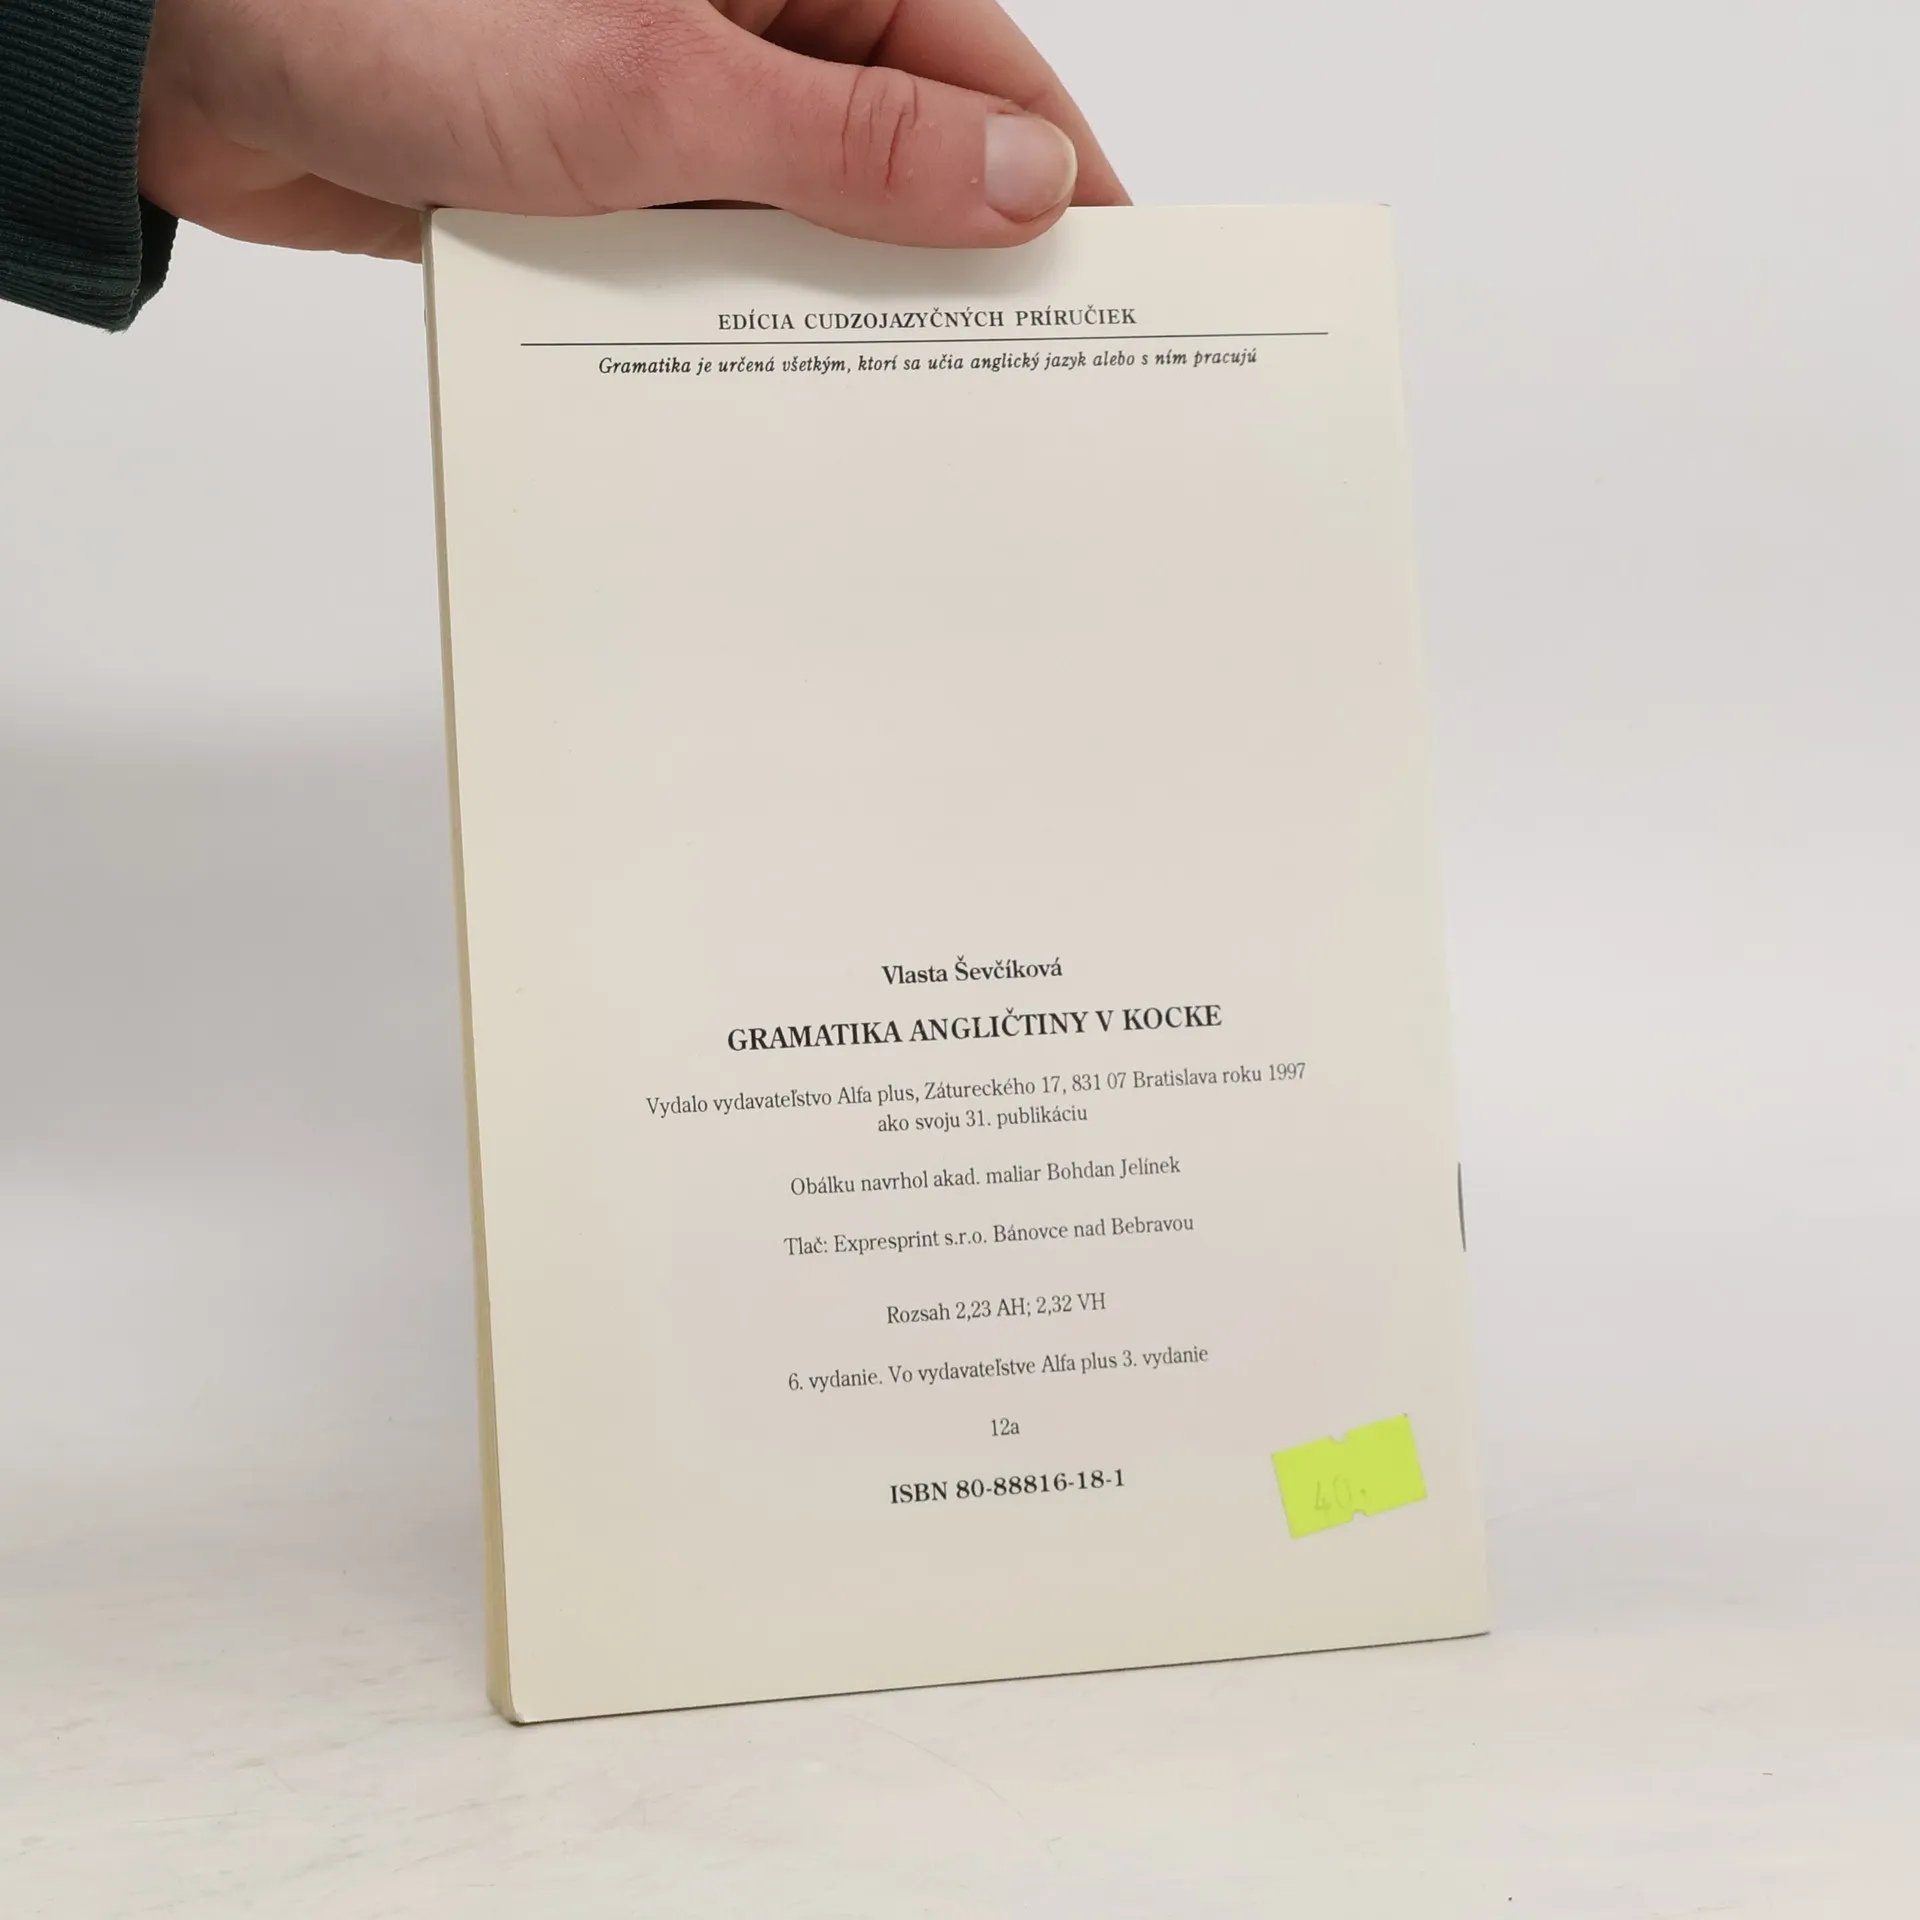 EDÍCIA CUDZOJAZYČNÝCH PRÍRUČIEK
Gramatika je určená všetkým, ktorí sa učia anglický jazyk alebo s ním pracujú
Vlasta Ševčíková
GRAMATIKA ANGLIČTINY V KOCKE
Vydalo vydavateľstvo Alfa plus, Zátureckého 17, 831 07 Bratislava roku 1997
ako svoju 31. publikáciu
Obálku navrhol akad. maliar Bohdan Jelínek
Tlač: Expresprint s.r.o. Bánovce nad Bebravou
Rozsah 2,23 AH; 2,32 VH
6. vydanie. Vo vydavateľstve Alfa plus 3. vydanie
12a
ISBN 80-88816-18-1
40.